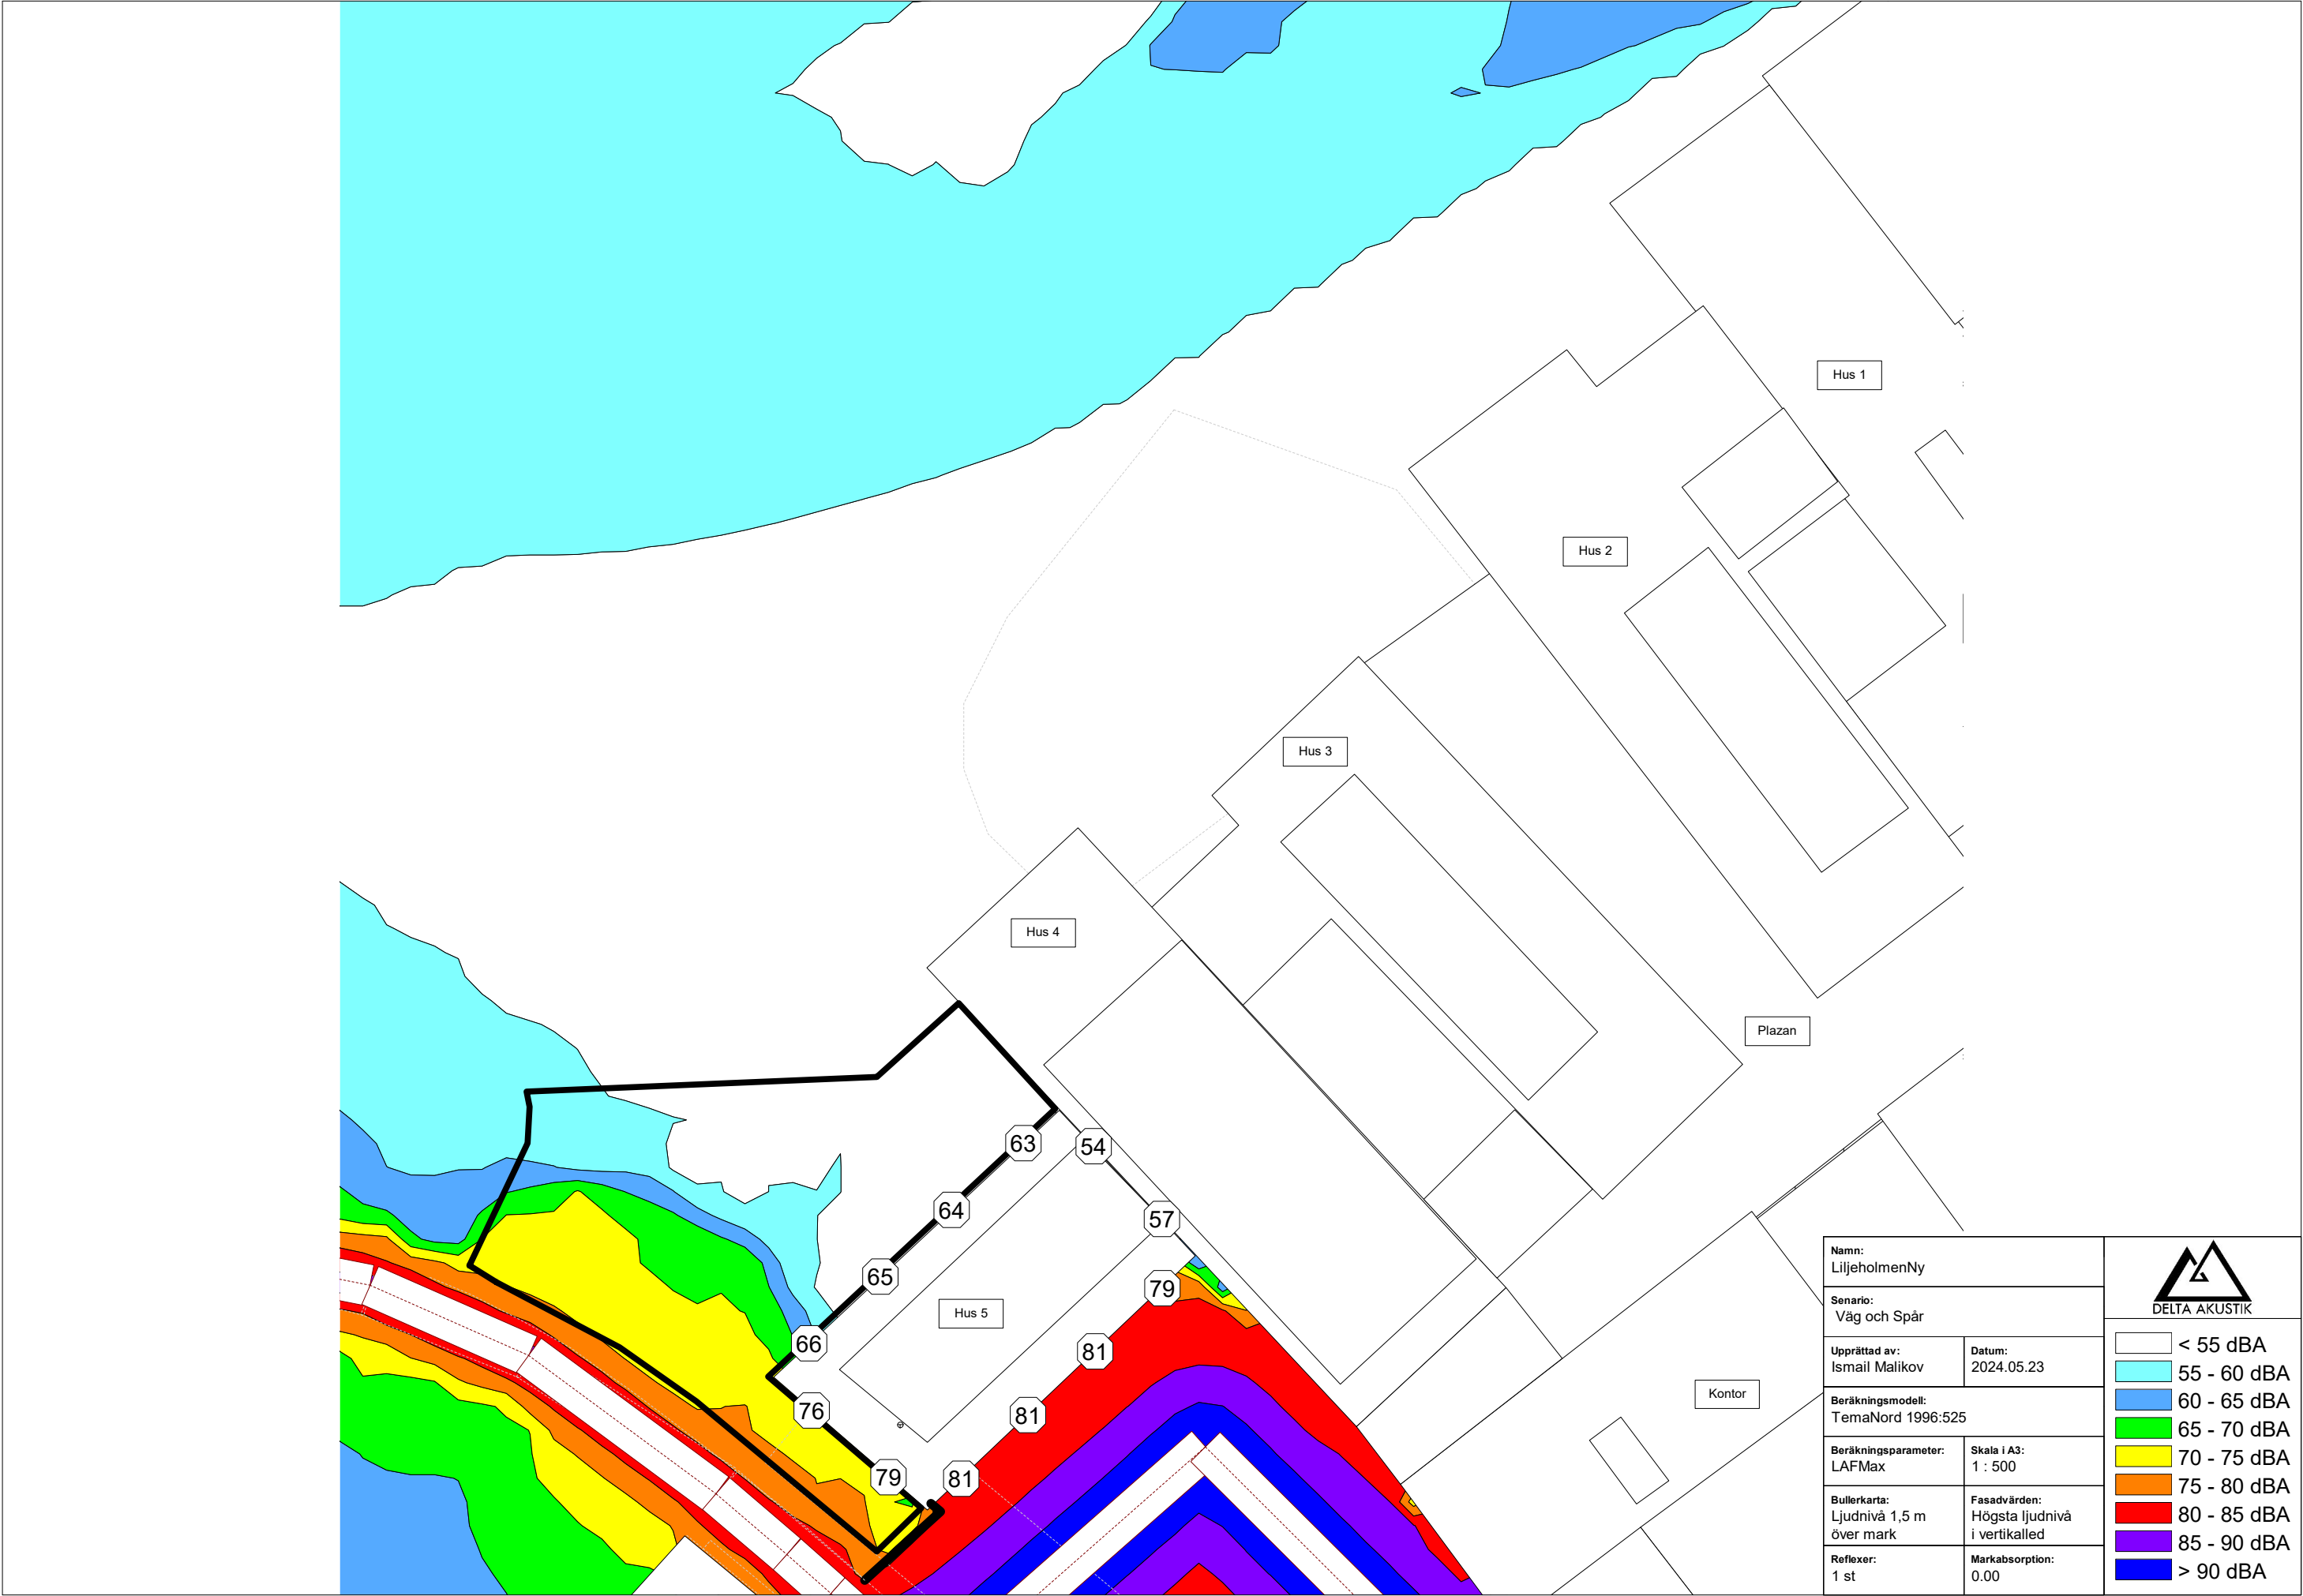 Hus 1
Hus 2
Hus 3
Hus 4
Plazan
63
54
64
57
65
79
Hus 5
66
81
Kontor
76
81
79
81
Namn:
LiljeholmenNy
Senario:
Väg och Spår
Upprättad av:
Ismail Malikov
Datum:
2024.05.23
Beräkningsmodell:
TemaNord 1996:525
Beräkningsparameter:
LAFMax
Skala i A3:
1 : 500
Bullerkarta:
Ljudnivå 1,5 m
över mark
Fasadvärden:
Högsta ljudnivå
i vertikalled
Reflexer:
1 st
Markabsorption:
0.00
DELTA AKUSTIK
< 55 dBA
55 - 60 dBA
60 - 65 dBA
65 - 70 dBA
70 - 75 dBA
75 - 80 dBA
80 - 85 dBA
85 - 90 dBA
> 90 dBA